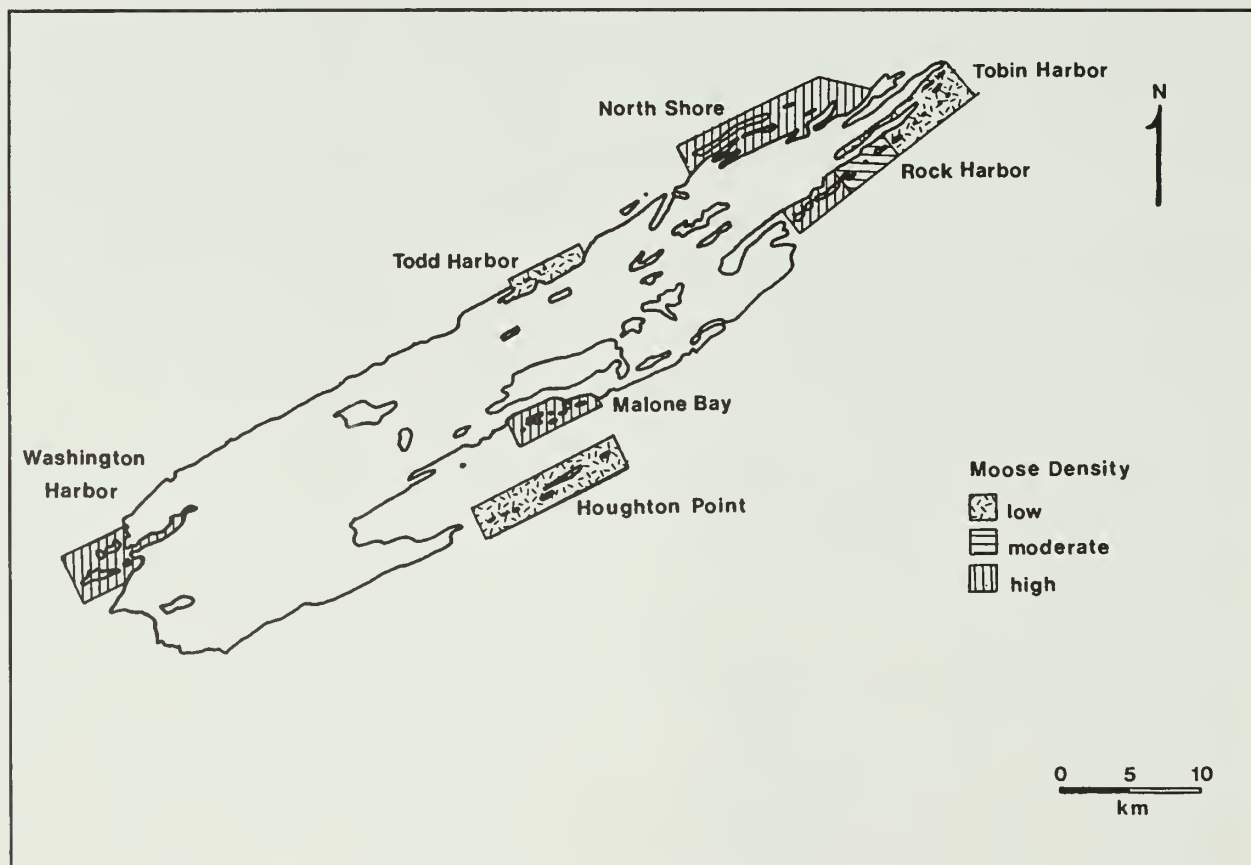 Tobin Harbor
North Shore
N
Rock Harbor
Todd Harbor
Malone Bay
Washington
Harbor
Houghton Point
Moose Density
low
moderate
high
0 5 10
km